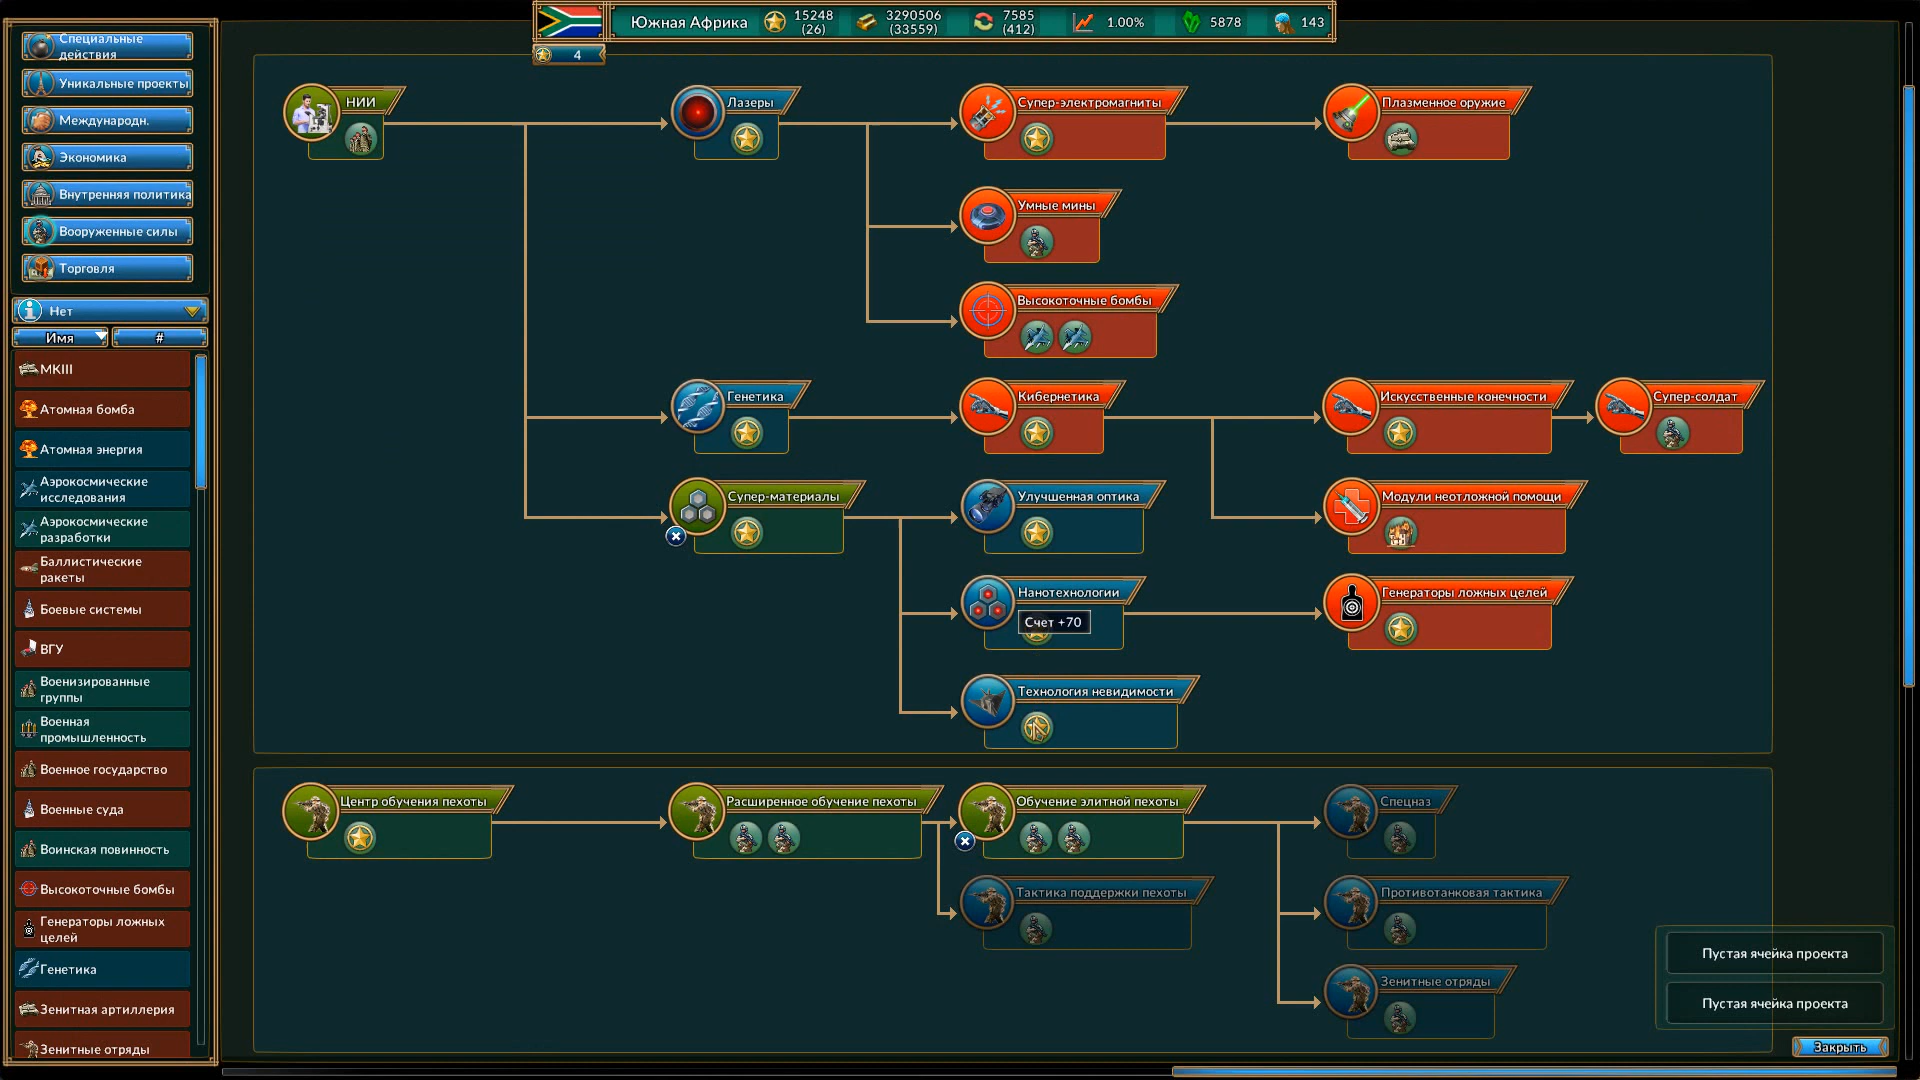 Южная Африка
15248
(26)
3290506
(33559)
7585
(412)
1.00%
5878
143
4
Специальные
действия
Уникальные проекты
Международн.
Экономика
Внутренняя политика
Вооруженные силы
Торговля
Нет
Имя
#
MKIII
Атомная бомба
Атомная энергия
Аэрокосмические
исследования
Аэрокосмические
разработки
Баллистические
ракеты
Боевые системы
ВГУ
Военизированные
группы
Военная
промышленность
Военное государство
Военные суда
Воинская повинность
Высокоточные бомбы
Генераторы ложных
целей
Генетика
Зенитная артиллерия
Зенитные отряды
НИИ
Лазеры
Супер-электромагниты
Плазменное оружие
Умные мины
Высокоточные бомбы
Генетика
Кибернетика
Искусственные конечности
Супер-солдат
Супер-материалы
Улучшенная оптика
Модули неотложной помощи
Нанотехнологии
Счет +70
Генераторы ложных целей
Технология невидимости
Центр обучения пехоты
Расширенное обучение пехоты
Обучение элитной пехоты
Спецназ
Тактика поддержки пехоты
Противотанковая тактика
Зенитные отряды
Пустая ячейка проекта
Пустая ячейка проекта
Закрыть